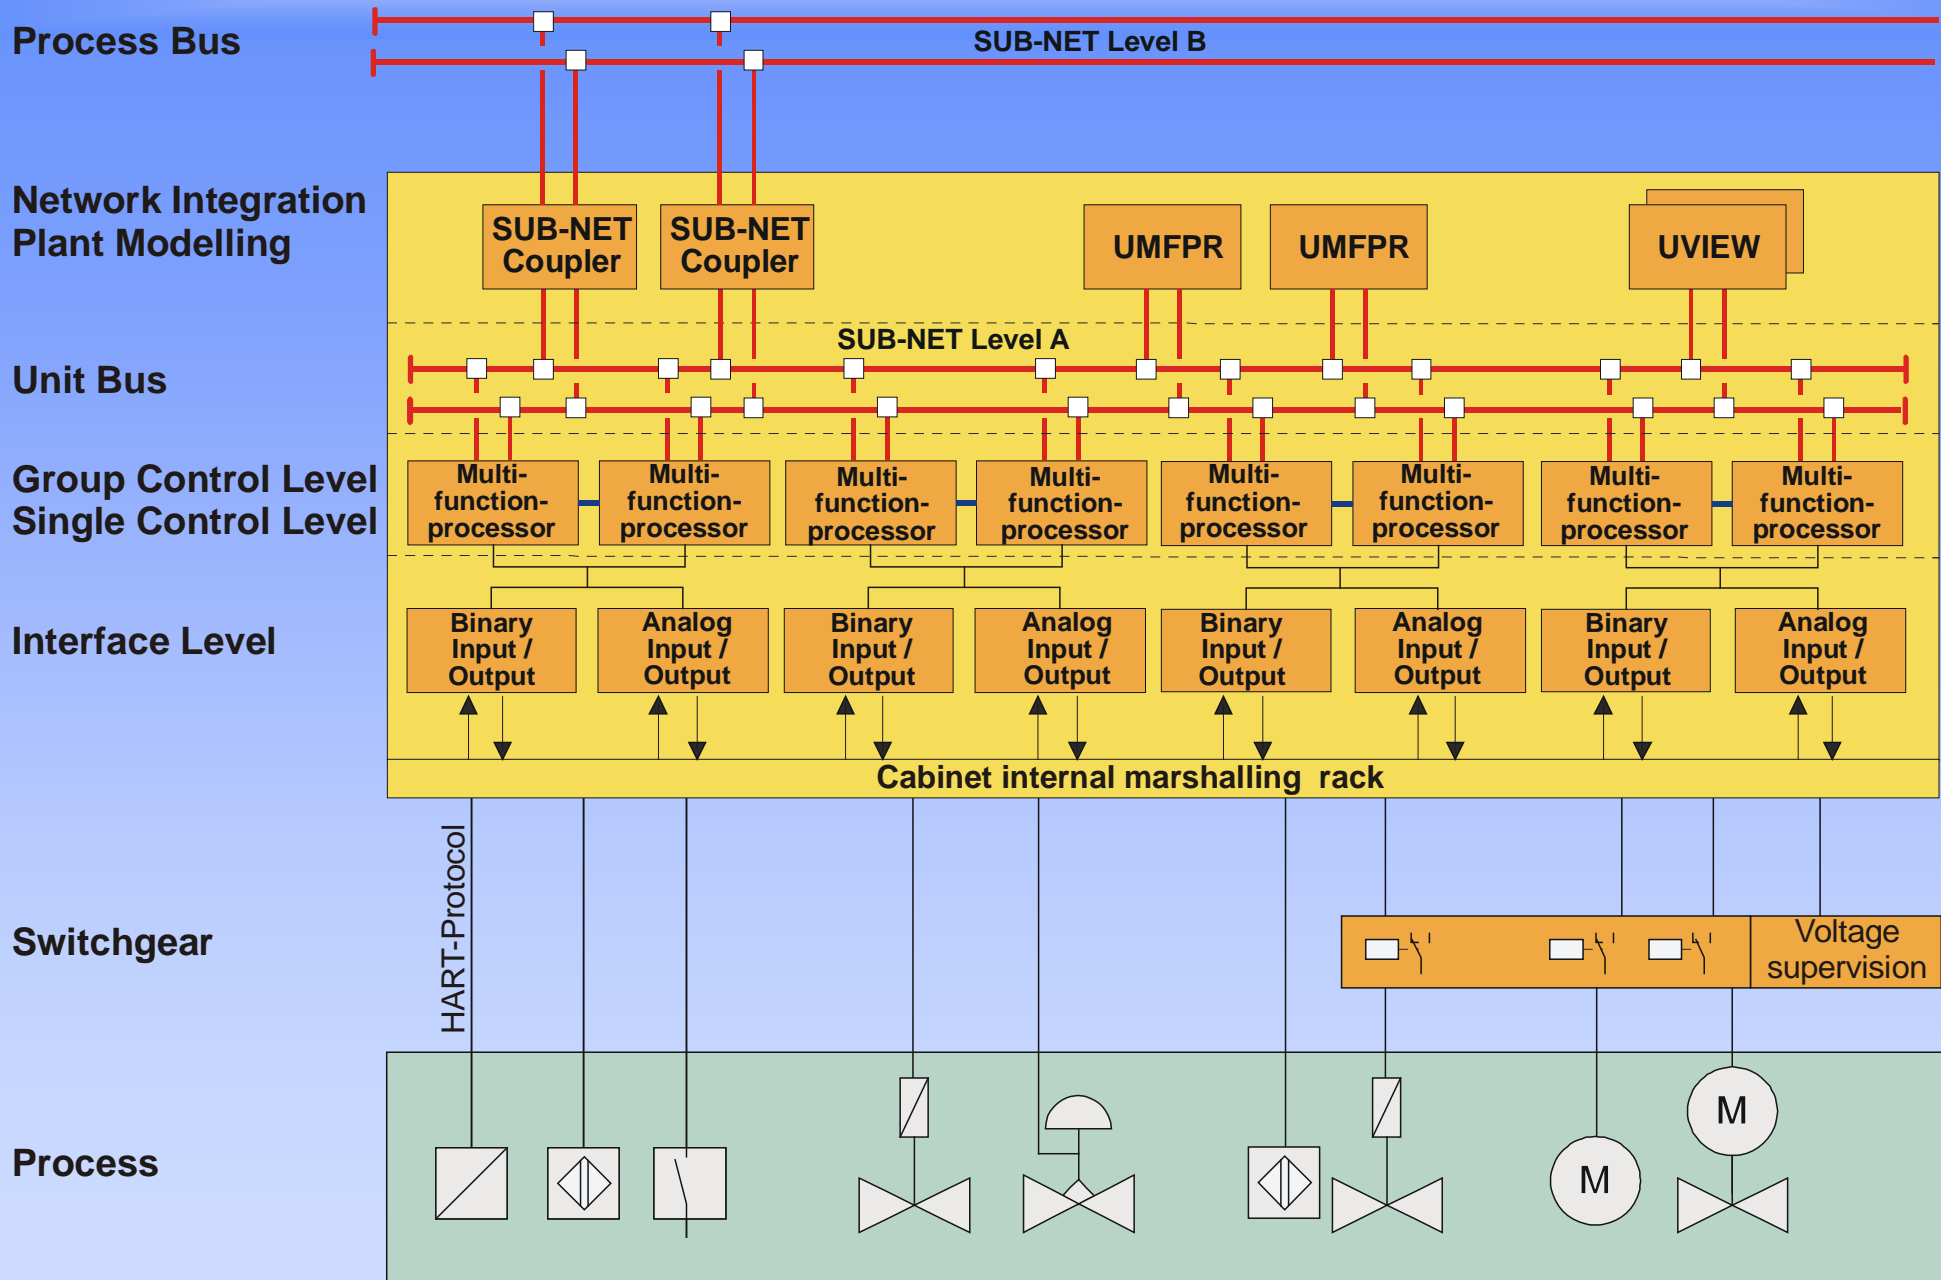 Process Bus
SUB-NET Level B
Network Integration
Plant Modelling
SUB-NET
Coupler
SUB-NET
Coupler
UMFPR
UMFPR
UVIEW
SUB-NET Level A
Unit Bus
Group Control Level
Single Control Level
Multi-
function-
processor
Multi-
function-
processor
Multi-
function-
processor
Multi-
function-
processor
Multi-
function-
processor
Multi-
function-
processor
Multi-
function-
processor
Multi-
function-
processor
Interface Level
Binary
Input /
Output
Analog
Input /
Output
Binary
Input /
Output
Analog
Input /
Output
Binary
Input /
Output
Analog
Input /
Output
Binary
Input /
Output
Analog
Input /
Output
Cabinet internal marshalling rack
HART-Protocol
Switchgear
Voltage
supervision
Process
M
M